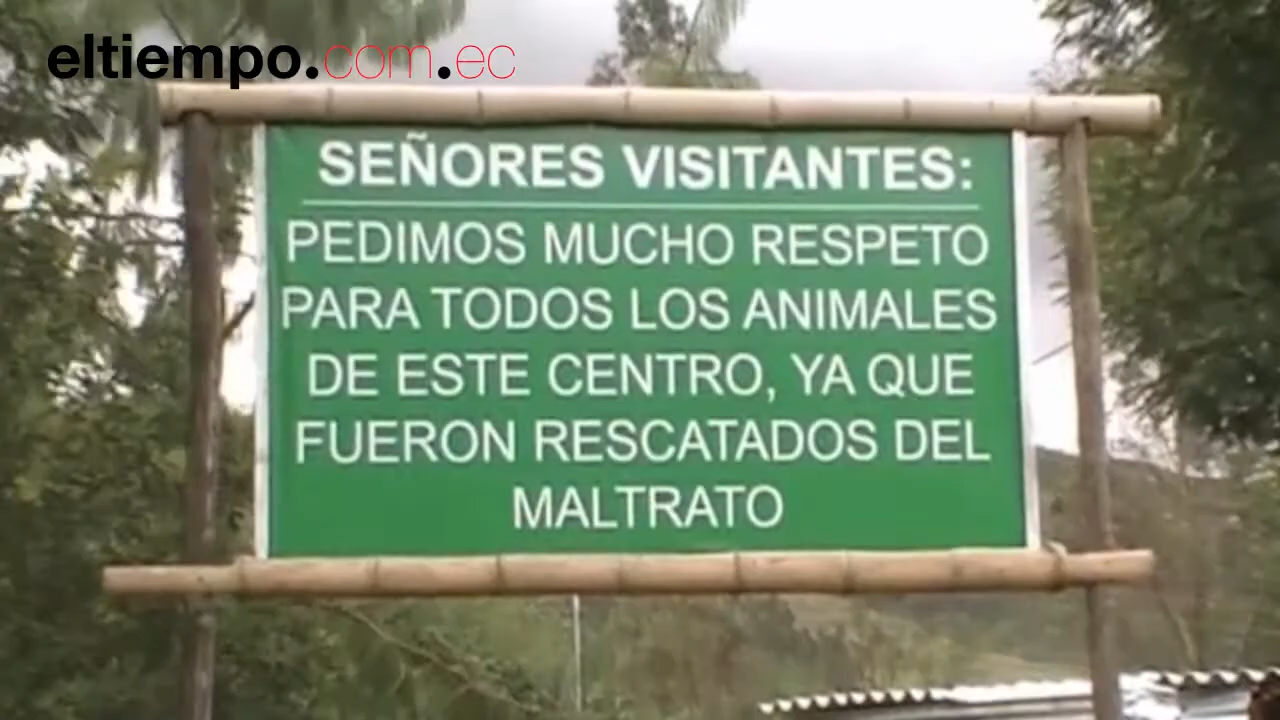 eltiempo.com.ec
SEÑORES VISITANTES:
PEDIMOS MUCHO RESPETO
PARA TODOS LOS ANIMALES
DE ESTE CENTRO, YA QUE
FUERON RESCATADOS DEL
MALTRATO